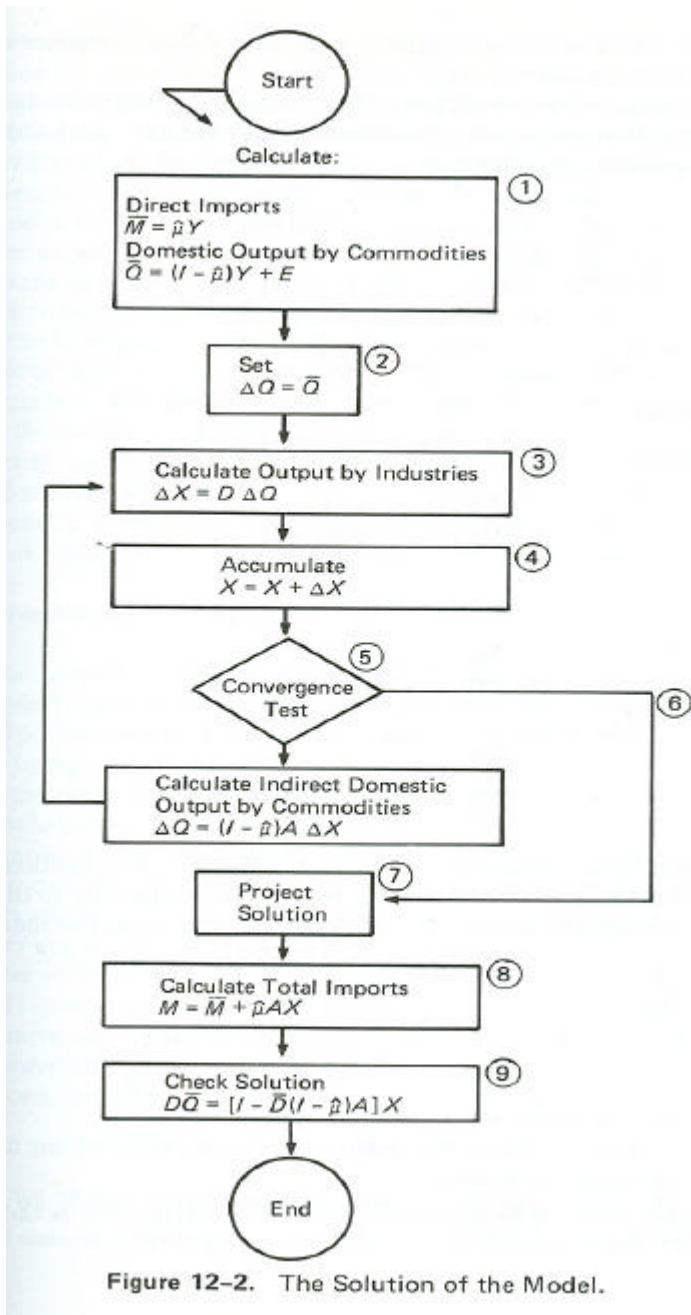 Start
Calculate:
①
Direct Imports
M̅ = μ̂Y
Domestic Output by Commodities
Q̅ = (I - μ̂)Y + E
②
Set
ΔQ = Q̅
③
Calculate Output by Industries
ΔX = D ΔQ
④
Accumulate
X = X + ΔX
⑤
Convergence
Test
⑥
Calculate Indirect Domestic
Output by Commodities
ΔQ = (I - μ̂)A ΔX
⑦
Project
Solution
⑧
Calculate Total Imports
M = M̅ + μ̂AX
⑨
Check Solution
DQ̅ = [I - D̅(I - μ̂)A] X
End
Figure 12–2. The Solution of the Model.